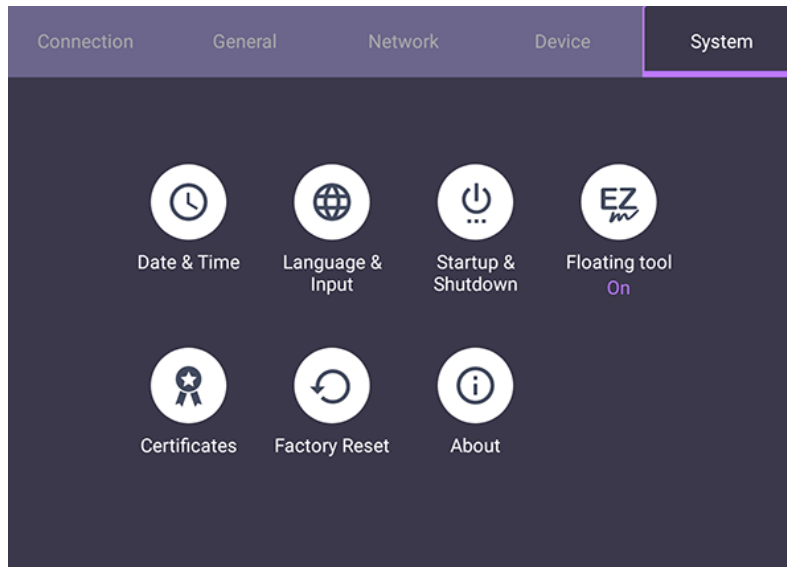 Connection
General
Network
Device
System
EZ
m
Date & Time
Language &
Input
Startup &
Shutdown
Floating tool
On
Certificates
Factory Reset
About